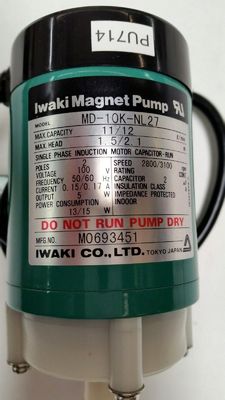 PU714
Iwaki Magnet Pump
MODEL MD-10K-NL27
MAX.CAPACITY 11/12
MAX.HEAD 1.5/2.1
SINGLE PHASE INDUCTION MOTOR CAPACITOR-RUN
POLES 2 SPEED 2800/3100
VOLTAGE 100 V RATING
FREQUENCY 50/60 Hz CAPACITOR 2
CURRENT 0.15/0.17 A INSULATION CLASS
OUTPUT 5 W IMPEDANCE PROTECTED
POWER CONSUMPTION 13/15 W INDOOR
DO NOT RUN PUMP DRY
MFG NO. M0693451
IWAKI CO., LTD. TOKYO JAPAN